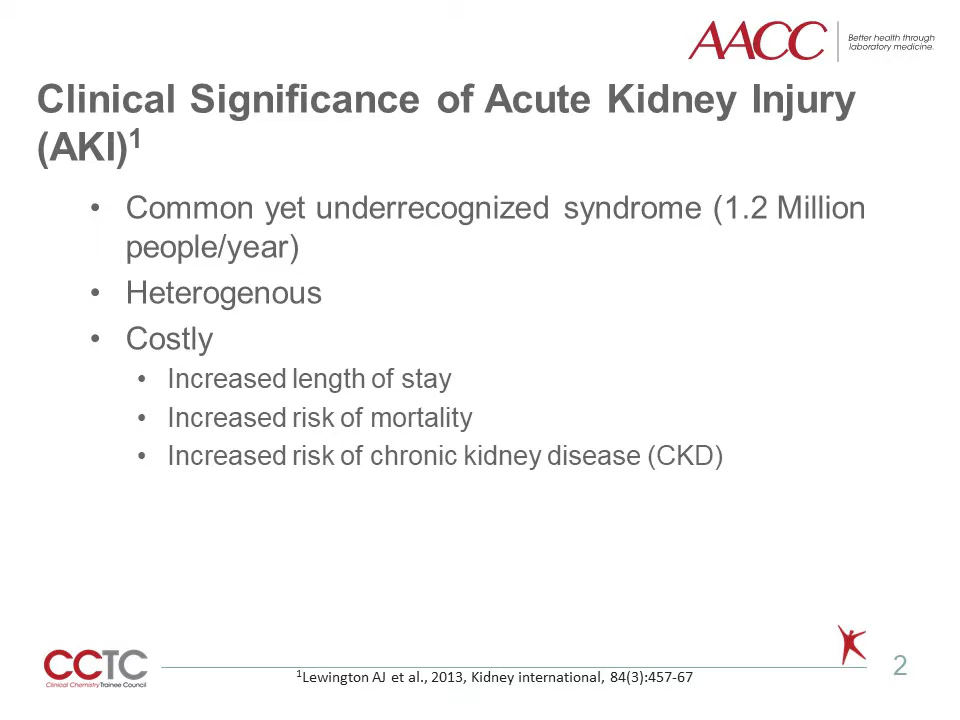 AACC
Better health through
laboratory medicine.
Clinical Significance of Acute Kidney Injury
(AKI)1
• Common yet underrecognized syndrome (1.2 Million
people/year)
• Heterogenous
• Costly
• Increased length of stay
• Increased risk of mortality
• Increased risk of chronic kidney disease (CKD)
CCTC
Clinical Chemistry Trainee Council
1Lewington AJ et al., 2013, Kidney international, 84(3):457-67
2